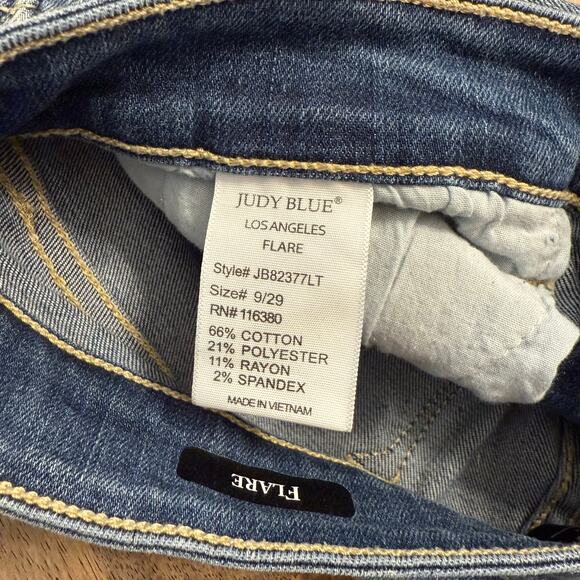 JUDY BLUE®
LOS ANGELES
FLARE
Style# JB82377LT
Size# 9/29
RN# 116380
66% COTTON
21% POLYESTER
11% RAYON
2% SPANDEX
MADE IN VIETNAM
FLARE